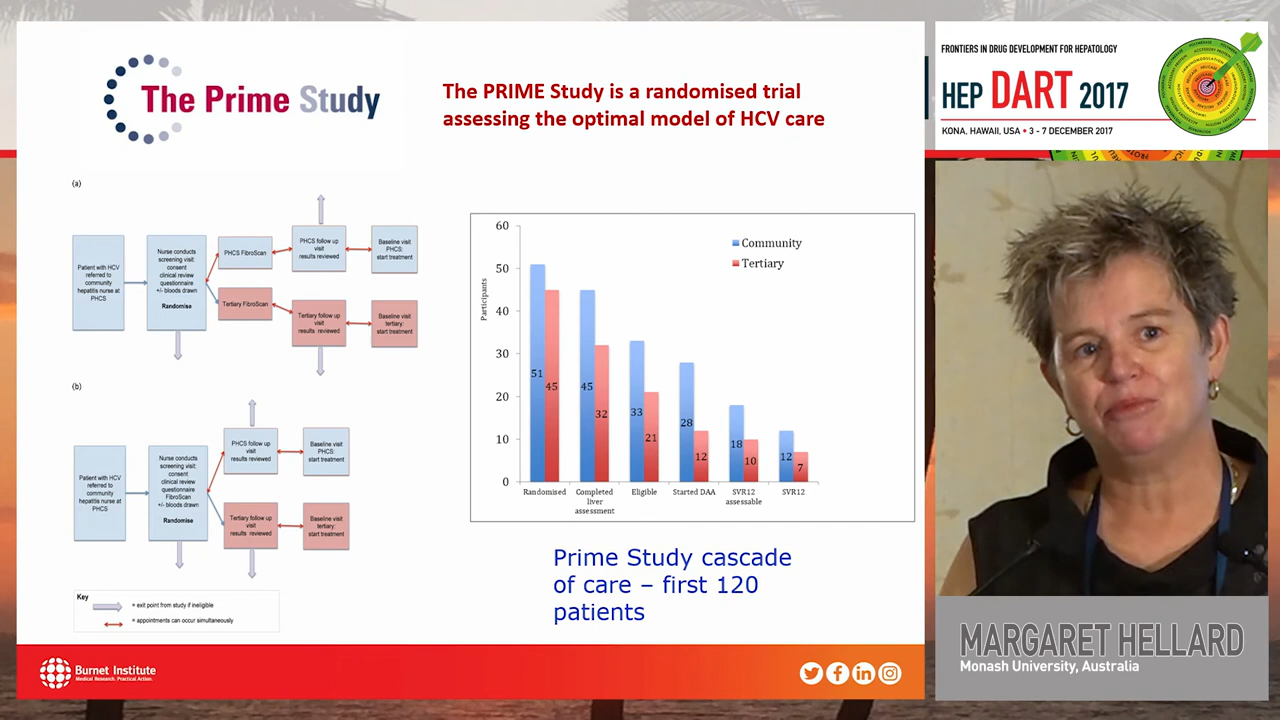 The Prime Study
The PRIME Study is a randomised trial
assessing the optimal model of HCV care
(a)
Patient with HCV
referred to
community
hepatitis nurse at
PHCS
Nurse conducts
screening visit:
consent
clinical review
questionnaire
+/- bloods drawn
Randomise
PHCS FibroScan
Tertiary FibroScan
PHCS follow up
visit
results reviewed
Tertiary follow up
visit
results reviewed
Baseline visit
PHCS:
start treatment
Baseline visit
tertiary:
start treatment
(b)
Patient with HCV
referred to
community
hepatitis nurse at
PHCS
Nurse conducts
screening visit:
consent
clinical review
questionnaire
FibroScan
+/- bloods drawn
Randomise
PHCS follow up
visit
results reviewed
Tertiary follow up
visit
results reviewed
Baseline visit
PHCS:
start treatment
Baseline visit
tertiary:
start treatment
Key
= exit point from study if ineligible
= appointments can occur simultaneously
Participants
60
50
40
30
20
10
0
Community
Tertiary
51
45
45
32
33
21
28
12
18
10
12
7
Randomised
Completed
liver
assessment
Eligible
Started DAA
SVR12
assessable
SVR12
Prime Study cascade
of care – first 120
patients
Burnet Institute
Medical Research. Practical Action.
FRONTIERS IN DRUG DEVELOPMENT FOR HEPATOLOGY
HEP DART 2017
KONA, HAWAII, USA • 3 - 7 DECEMBER 2017
MARGARET HELLARD
Monash University, Australia